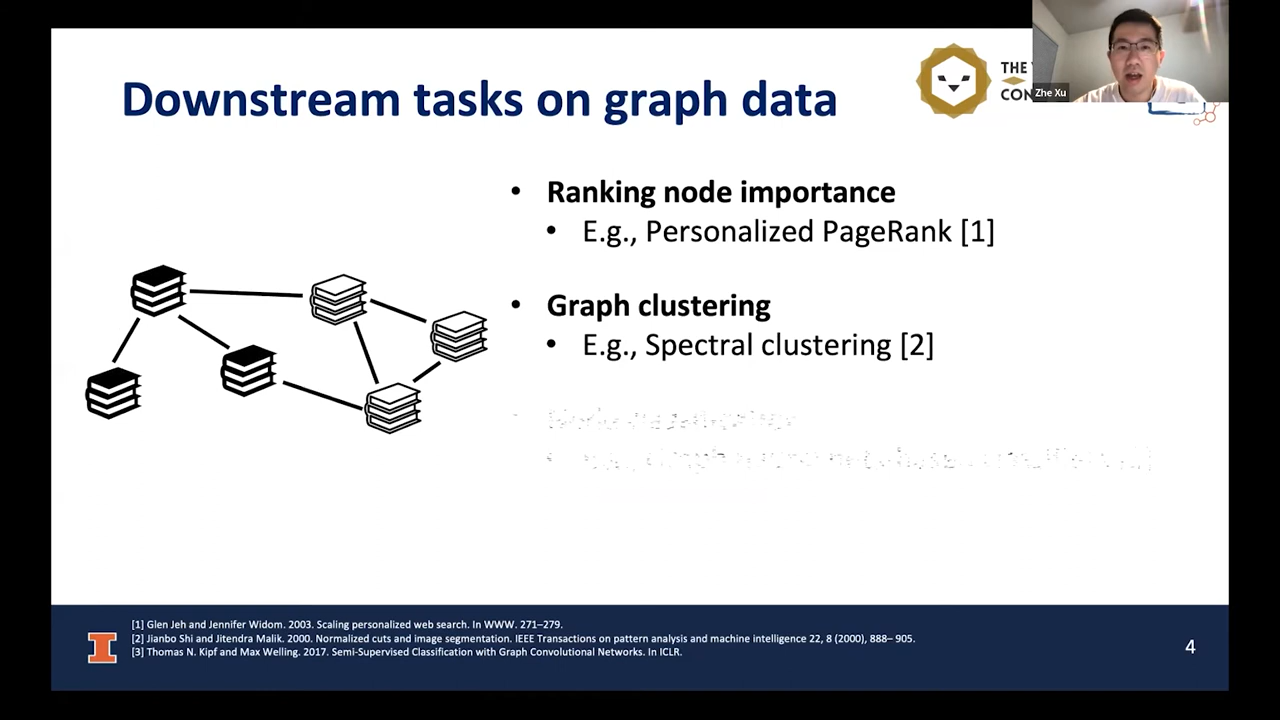 Downstream tasks on graph data
THE
CON
Zhe Xu
• Ranking node importance
• E.g., Personalized PageRank [1]
• Graph clustering
• E.g., Spectral clustering [2]
[1] Glen Jeh and Jennifer Widom. 2003. Scaling personalized web search. In WWW. 271–279.
[2] Jianbo Shi and Jitendra Malik. 2000. Normalized cuts and image segmentation. IEEE Transactions on pattern analysis and machine intelligence 22, 8 (2000), 888– 905.
[3] Thomas N. Kipf and Max Welling. 2017. Semi-Supervised Classification with Graph Convolutional Networks. In ICLR.
4